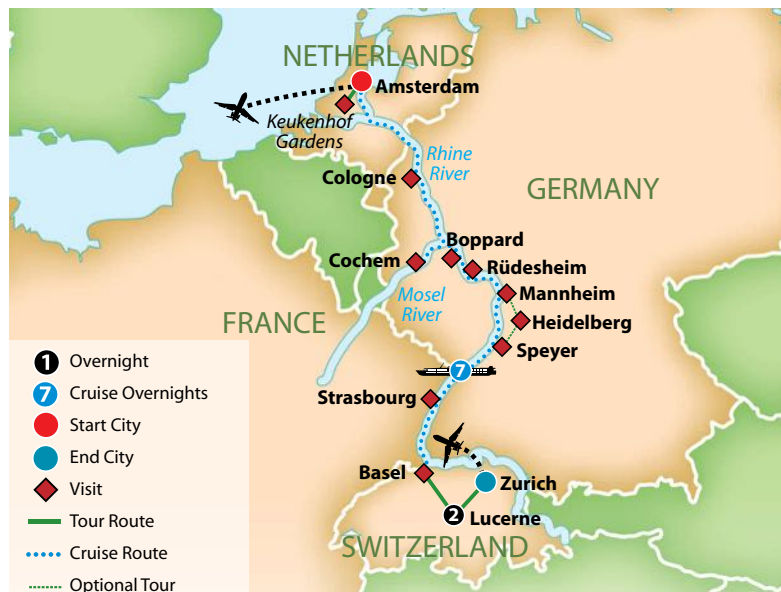 NETHERLANDS
Amsterdam
Keukenhof
Gardens
Rhine
River
Cologne
GERMANY
Boppard
Cochem
Rüdesheim
Mosel
River
Mannheim
FRANCE
Heidelberg
Speyer
7
Strasbourg
Basel
Zurich
2
Lucerne
SWITZERLAND
1 Overnight
7 Cruise Overnights
Start City
End City
Visit
Tour Route
Cruise Route
Optional Tour